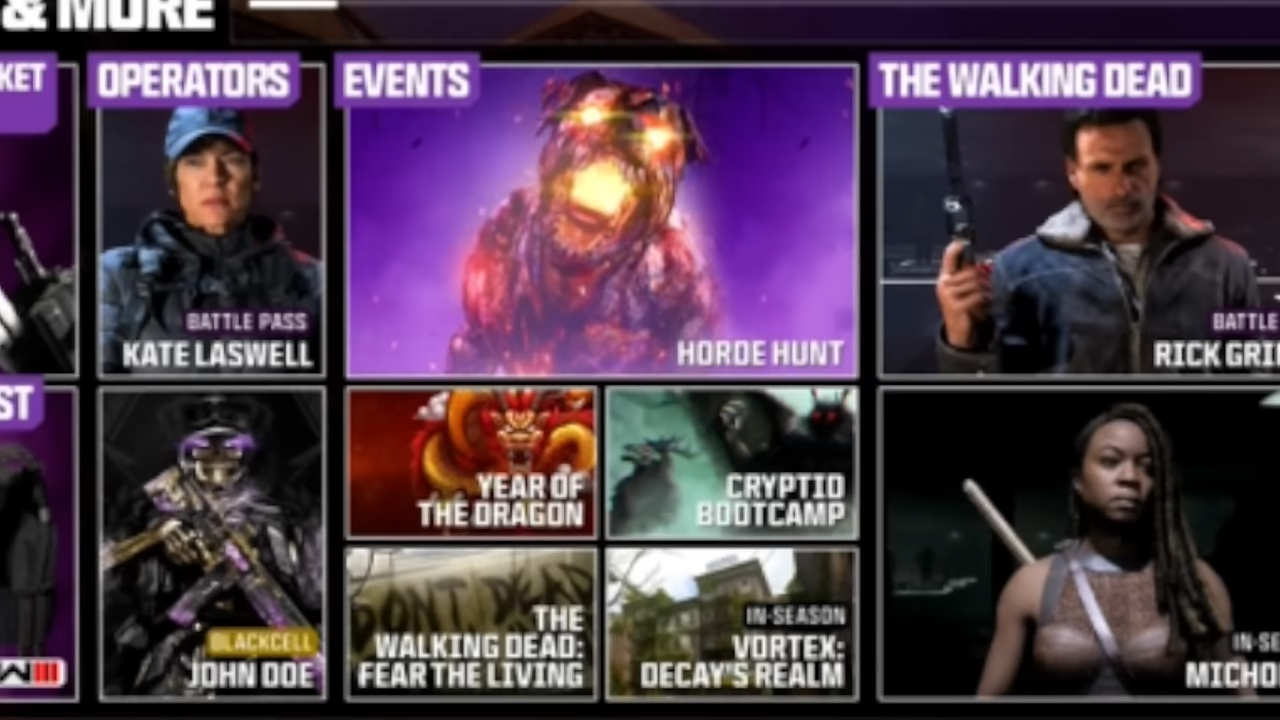 & MORE
KET
OPERATORS
EVENTS
THE WALKING DEAD
BATTLE PASS
KATE LASWELL
HORDE HUNT
BATTLE
RICK GRI
ST
YEAR OF
THE DRAGON
CRYPTID
BOOTCAMP
BLACKCELL
JOHN DOE
DON'T DEAD
THE
WALKING DEAD:
FEAR THE LIVING
IN-SEASON
VORTEX:
DECAY'S REALM
IN-SE
MICHO